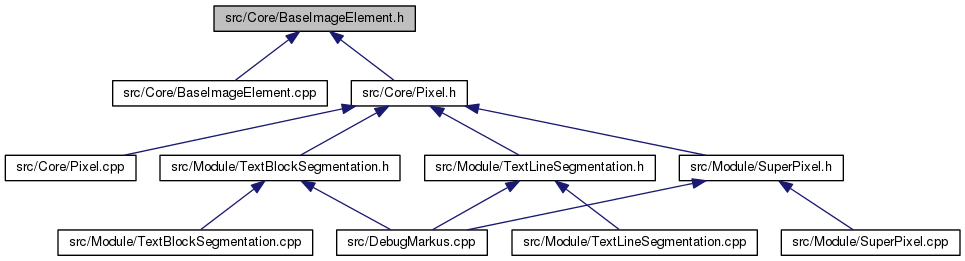 src/Core/BaseImageElement.h
src/Core/BaseImageElement.cpp
src/Core/Pixel.h
src/Core/Pixel.cpp
src/Module/TextBlockSegmentation.h
src/Module/TextLineSegmentation.h
src/Module/SuperPixel.h
src/Module/TextBlockSegmentation.cpp
src/DebugMarkus.cpp
src/Module/TextLineSegmentation.cpp
src/Module/SuperPixel.cpp